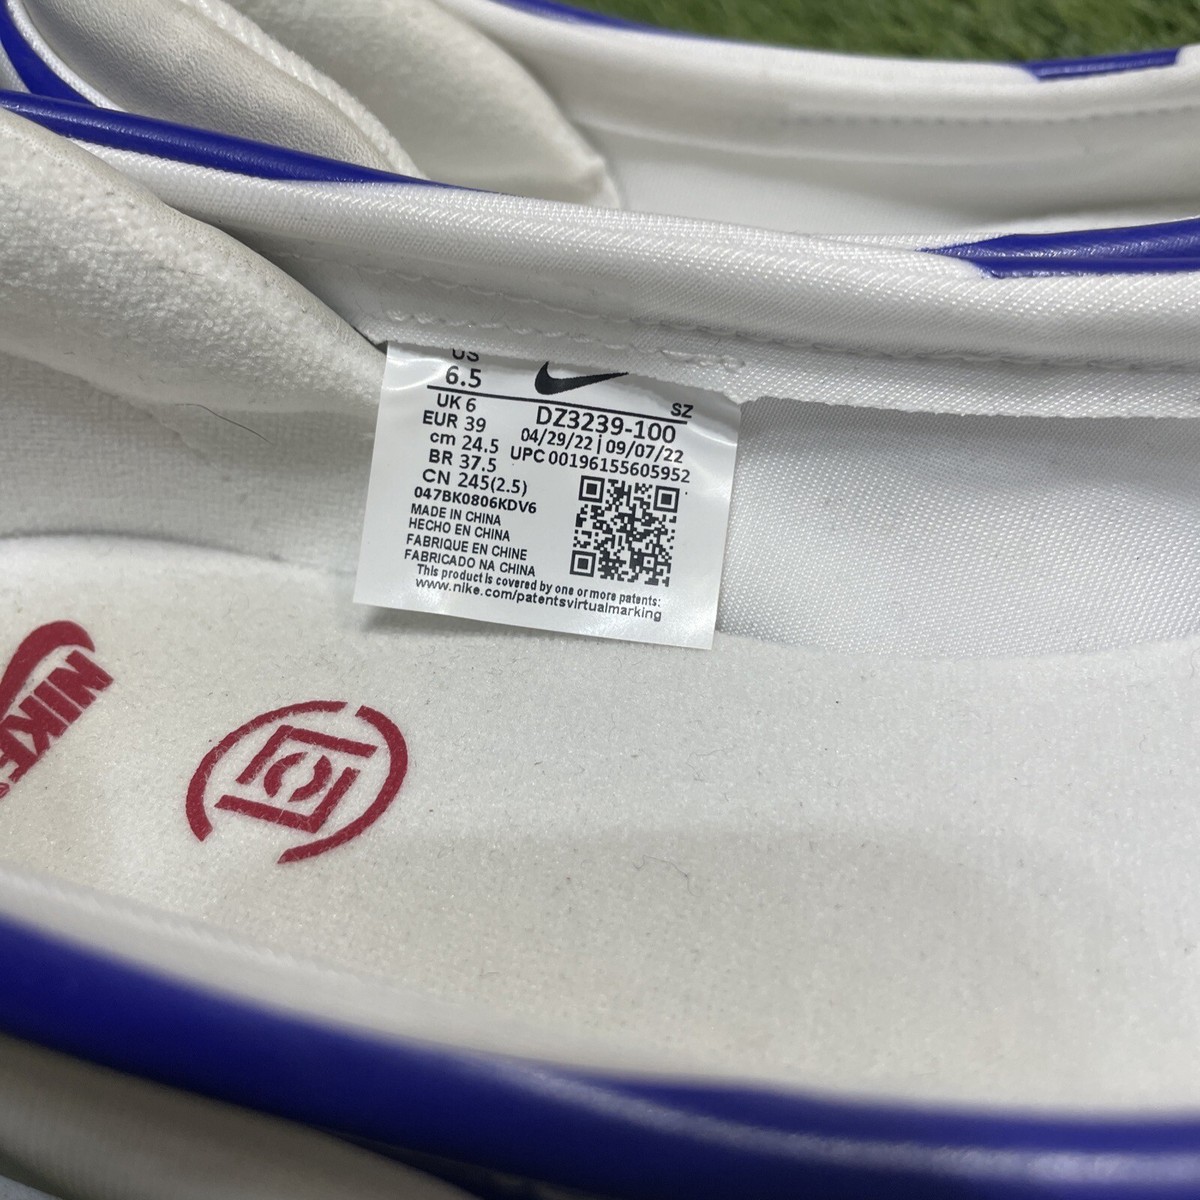 US
6.5
UK 6
EUR 39
cm 24.5
BR 37.5
CN 245(2.5)
SZ
DZ3239-100
04/29/22 | 09/07/22
UPC 00196155605952
047BK0806KDV6
MADE IN CHINA
HECHO EN CHINA
FABRIQUE EN CHINE
FABRICADO NA CHINA
This product is covered by one or more patents:
www.nike.com/patentsvirtualmarking
NIKE